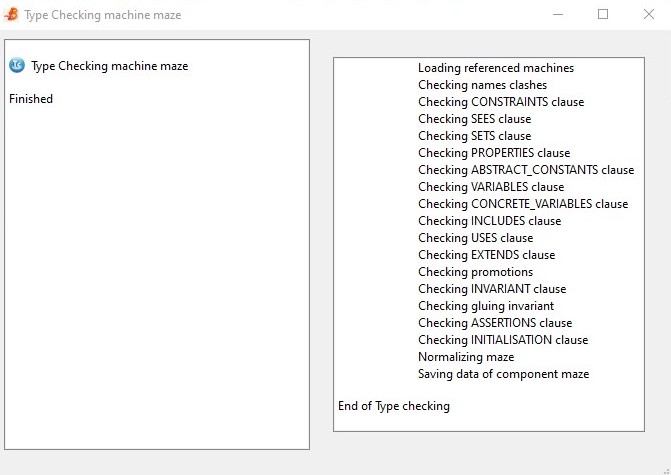 Type Checking machine maze
Type Checking machine maze
Finished
Loading referenced machines
Checking names clashes
Checking CONSTRAINTS clause
Checking SEES clause
Checking SETS clause
Checking PROPERTIES clause
Checking ABSTRACT_CONSTANTS clause
Checking VARIABLES clause
Checking CONCRETE_VARIABLES clause
Checking INCLUDES clause
Checking USES clause
Checking EXTENDS clause
Checking promotions
Checking INVARIANT clause
Checking gluing invariant
Checking ASSERTIONS clause
Checking INITIALISATION clause
Normalizing maze
Saving data of component maze
End of Type checking